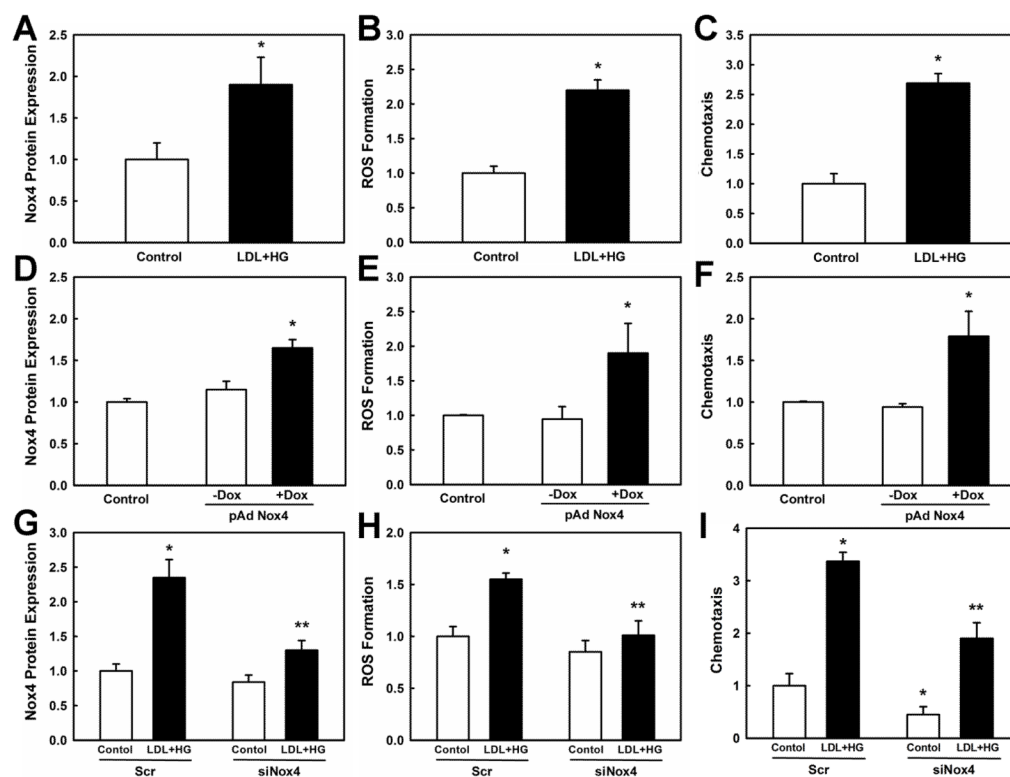 A
Nox4 Protein Expression
2.5
2.0
1.5
1.0
0.5
0.0
*
Control LDL+HG
B
ROS Formation
3.0
2.5
2.0
1.5
1.0
0.5
0.0
*
Control LDL+HG
C
Chemotaxis
3.5
3.0
2.5
2.0
1.5
1.0
0.5
0.0
*
Control LDL+HG
D
Nox4 Protein Expression
2.5
2.0
1.5
1.0
0.5
0.0
*
Control -Dox +Dox
pAd Nox4
E
ROS Formation
3.0
2.5
2.0
1.5
1.0
0.5
0.0
*
Control -Dox +Dox
pAd Nox4
F
Chemotaxis
2.5
2.0
1.5
1.0
0.5
0.0
*
Control -Dox +Dox
pAd Nox4
G
Nox4 Protein Expression
3.0
2.5
2.0
1.5
1.0
0.5
0.0
*
**
Contol LDL+HG Control LDL+HG
Scr siNox4
H
ROS Formation
2.0
1.5
1.0
0.5
0.0
*
**
Contol LDL+HG Control LDL+HG
Scr siNox4
I
Chemotaxis
4
3
2
1
0
*
*
**
Contol LDL+HG Control LDL+HG
Scr siNox4